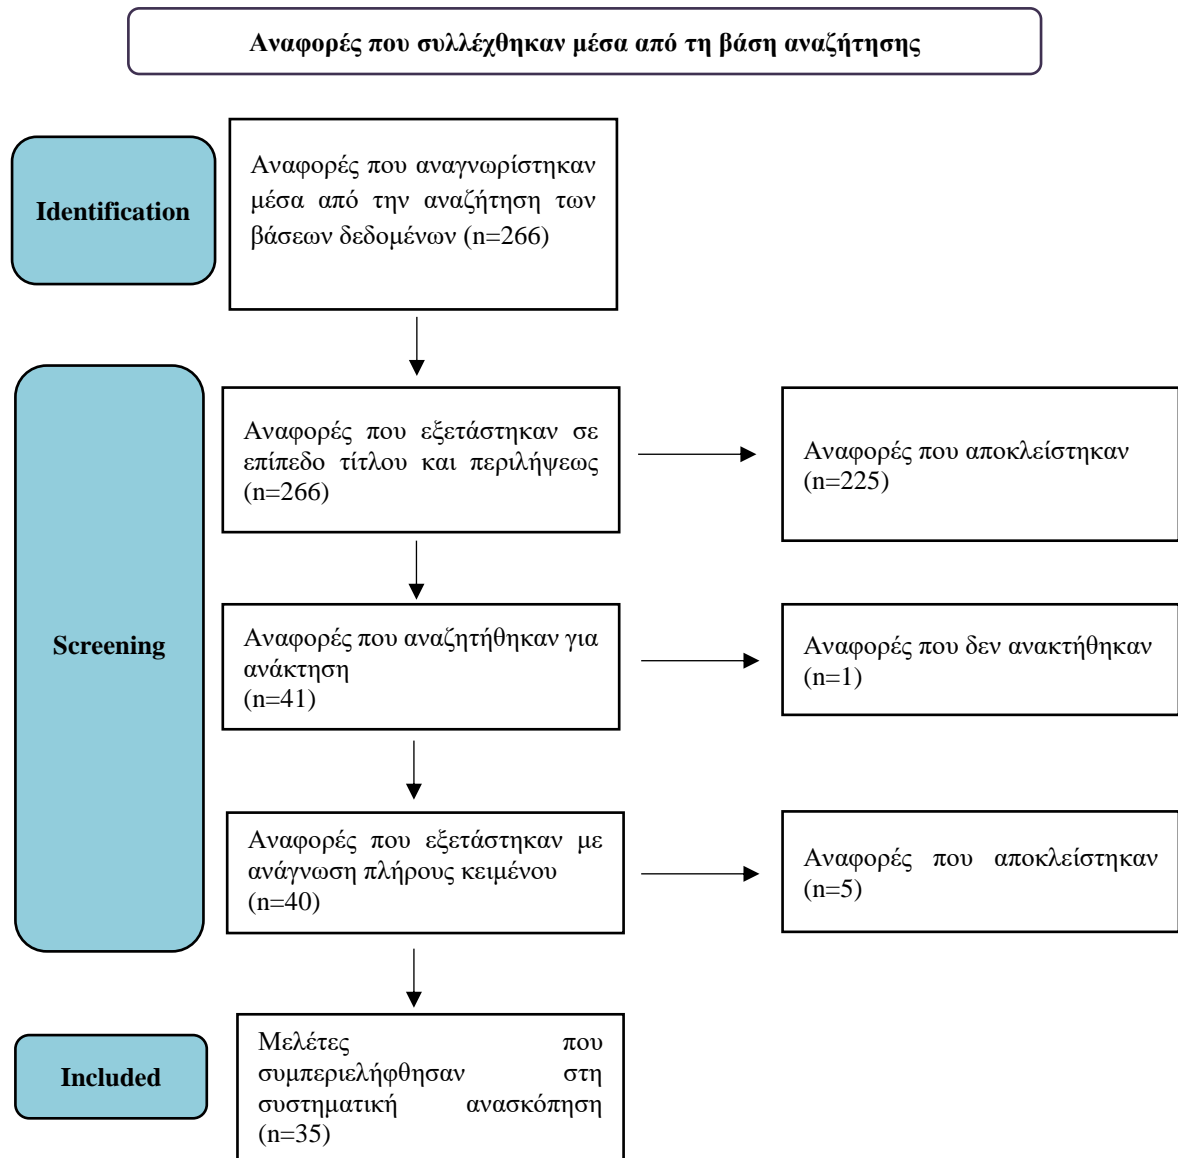 Αναφορές που συλλέχθηκαν μέσα από τη βάση αναζήτησης
Identification
Αναφορές που αναγνωρίστηκαν
μέσα από την αναζήτηση των
βάσεων δεδομένων (n=266)
Screening
Αναφορές που εξετάστηκαν σε
επίπεδο τίτλου και περιλήψεως
(n=266)
Αναφορές που αποκλείστηκαν
(n=225)
Αναφορές που αναζητήθηκαν για
ανάκτηση
(n=41)
Αναφορές που δεν ανακτήθηκαν
(n=1)
Αναφορές που εξετάστηκαν με
ανάγνωση πλήρους κειμένου
(n=40)
Αναφορές που αποκλείστηκαν
(n=5)
Included
Μελέτες που
συμπεριελήφθησαν στη
συστηματική ανασκόπηση
(n=35)